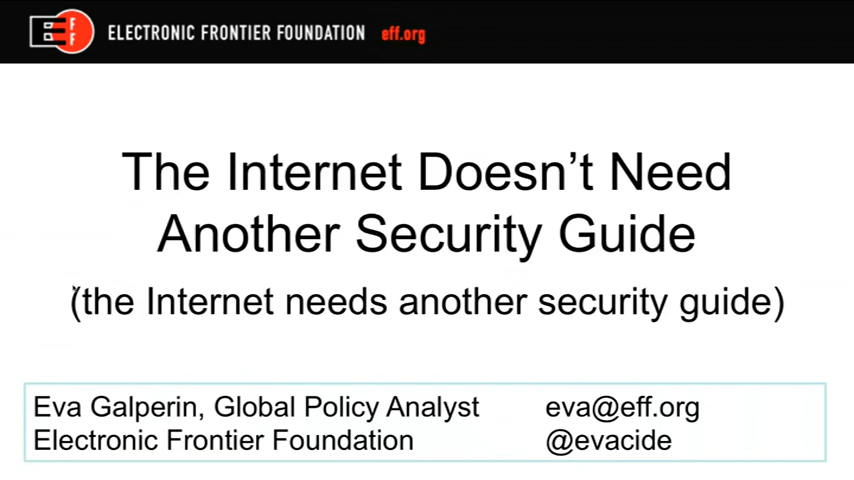 EFF
ELECTRONIC FRONTIER FOUNDATION eff.org
The Internet Doesn’t Need
Another Security Guide
(the Internet needs another security guide)
Eva Galperin, Global Policy Analyst eva@eff.org
Electronic Frontier Foundation @evacide